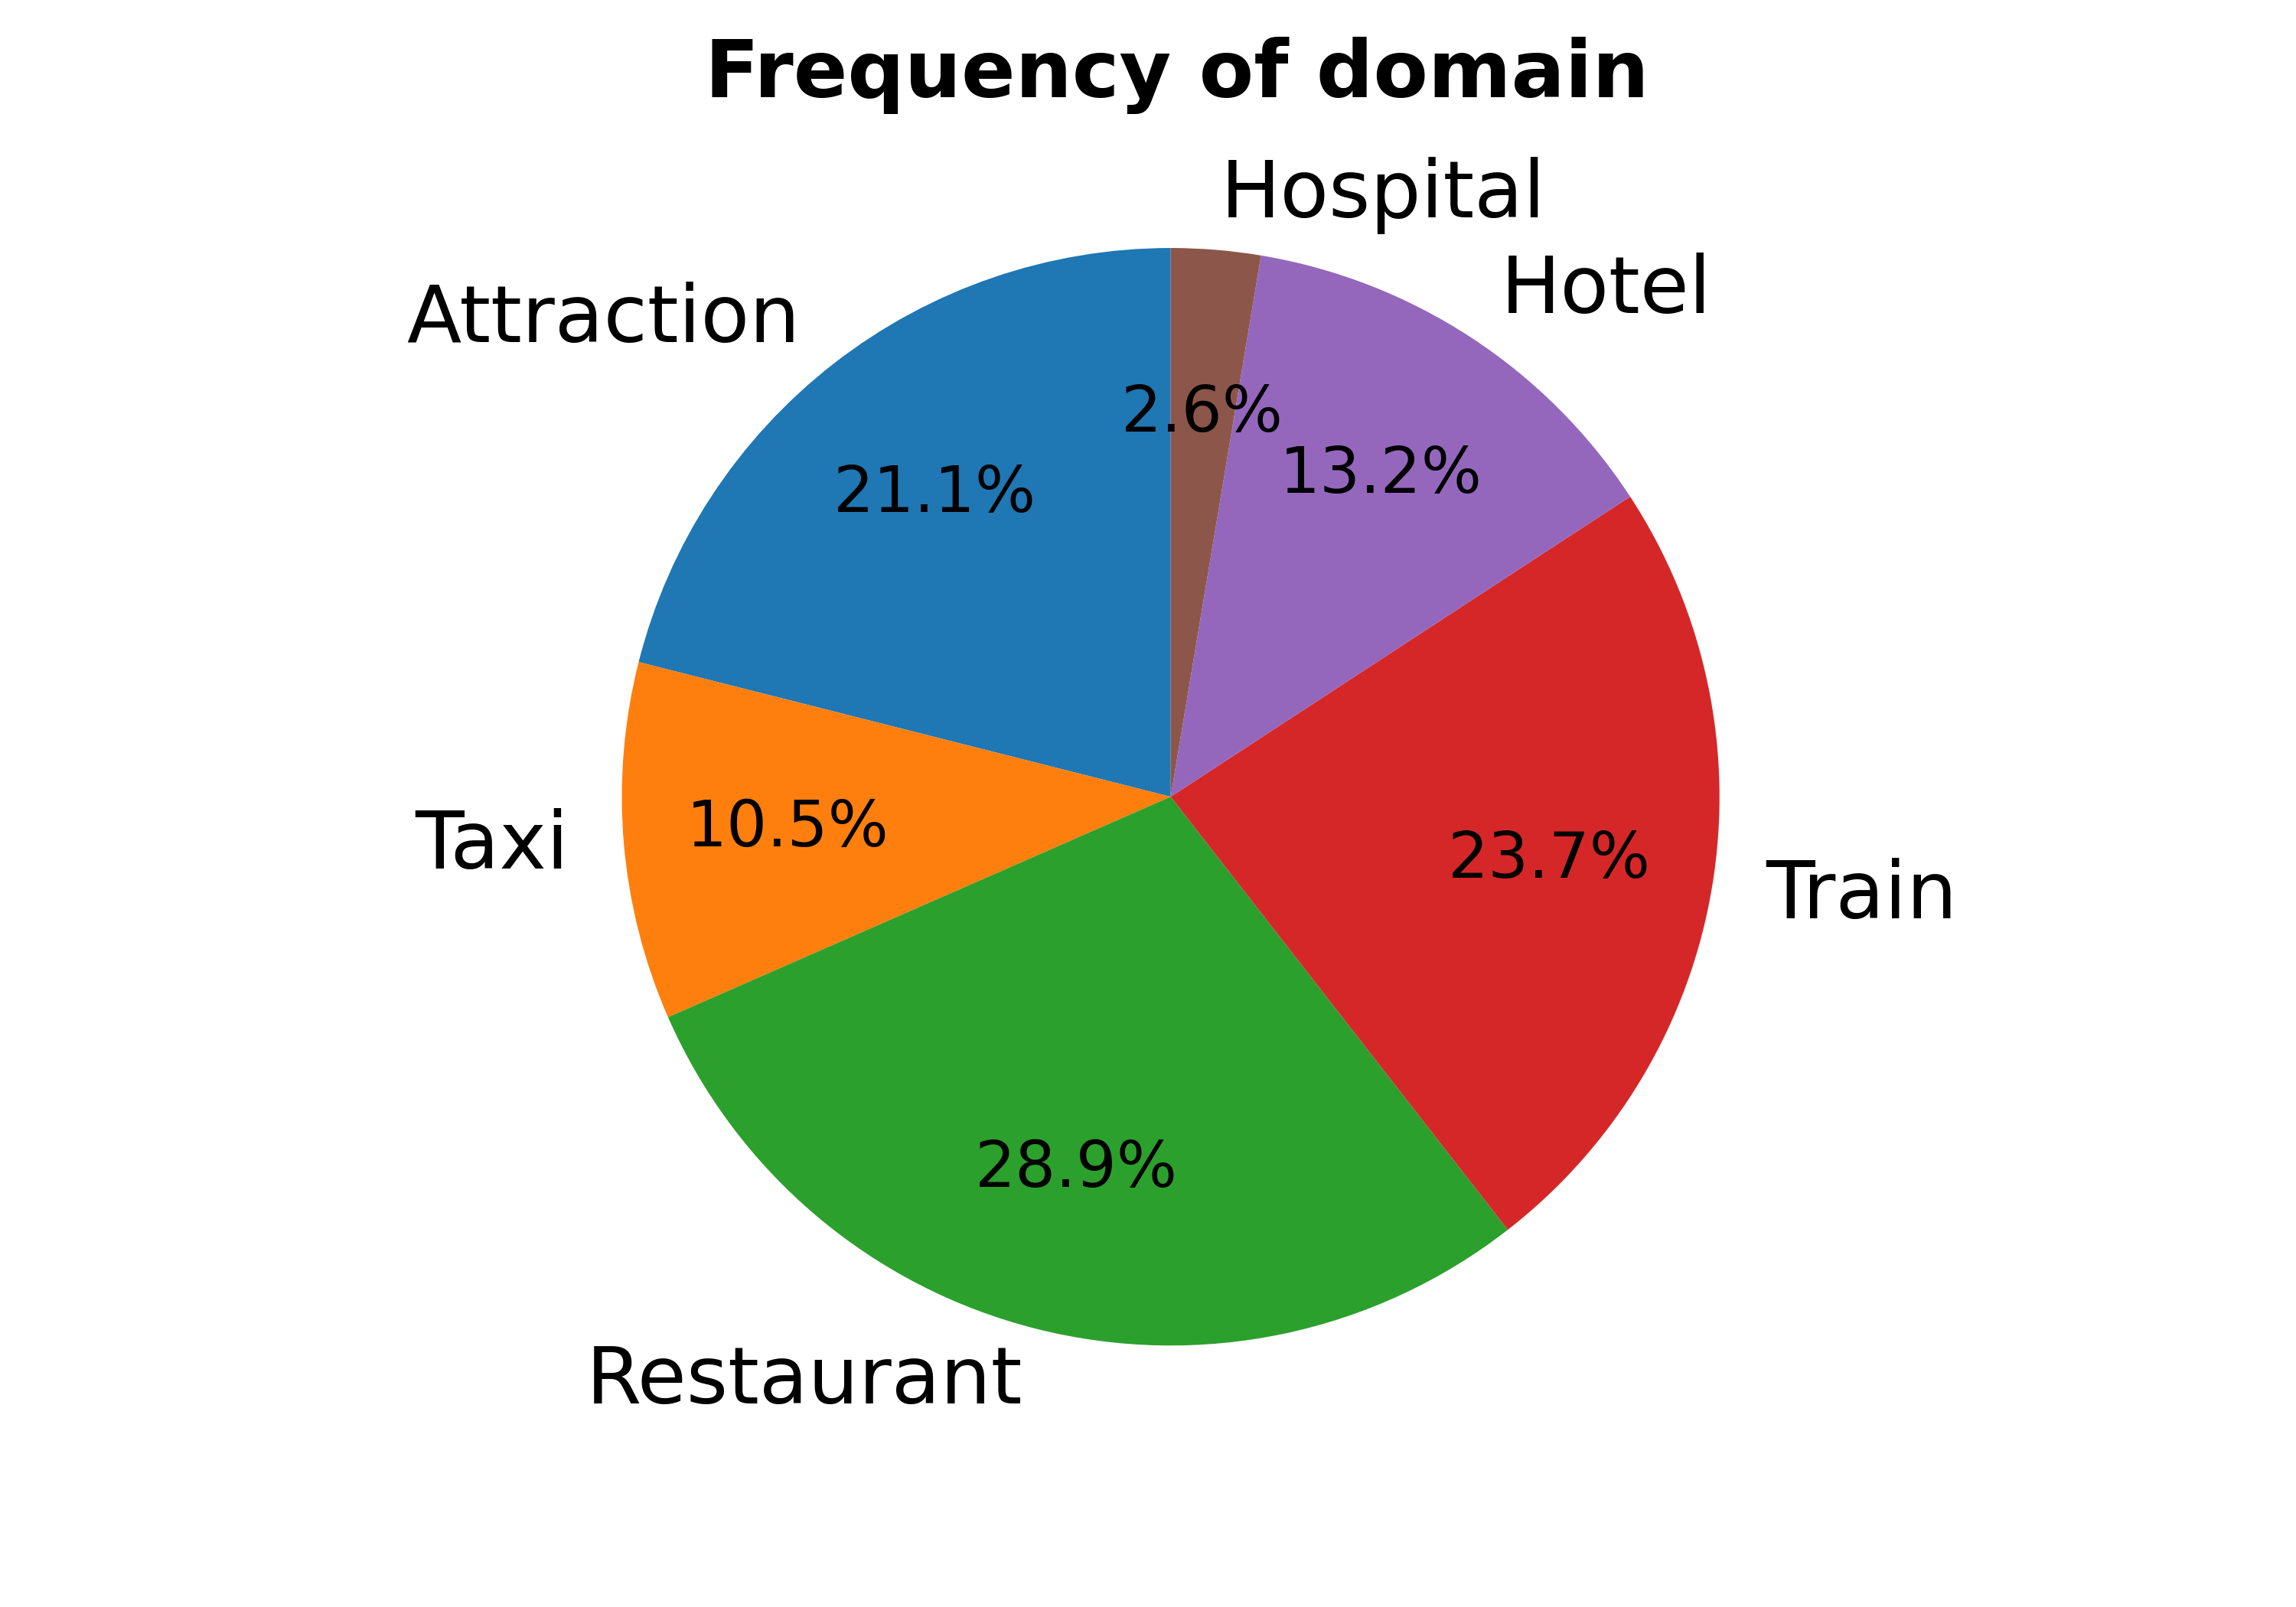 Frequency of domain
Hospital
Hotel
Attraction
2.6%
13.2%
21.1%
Taxi
10.5%
23.7%
Train
28.9%
Restaurant